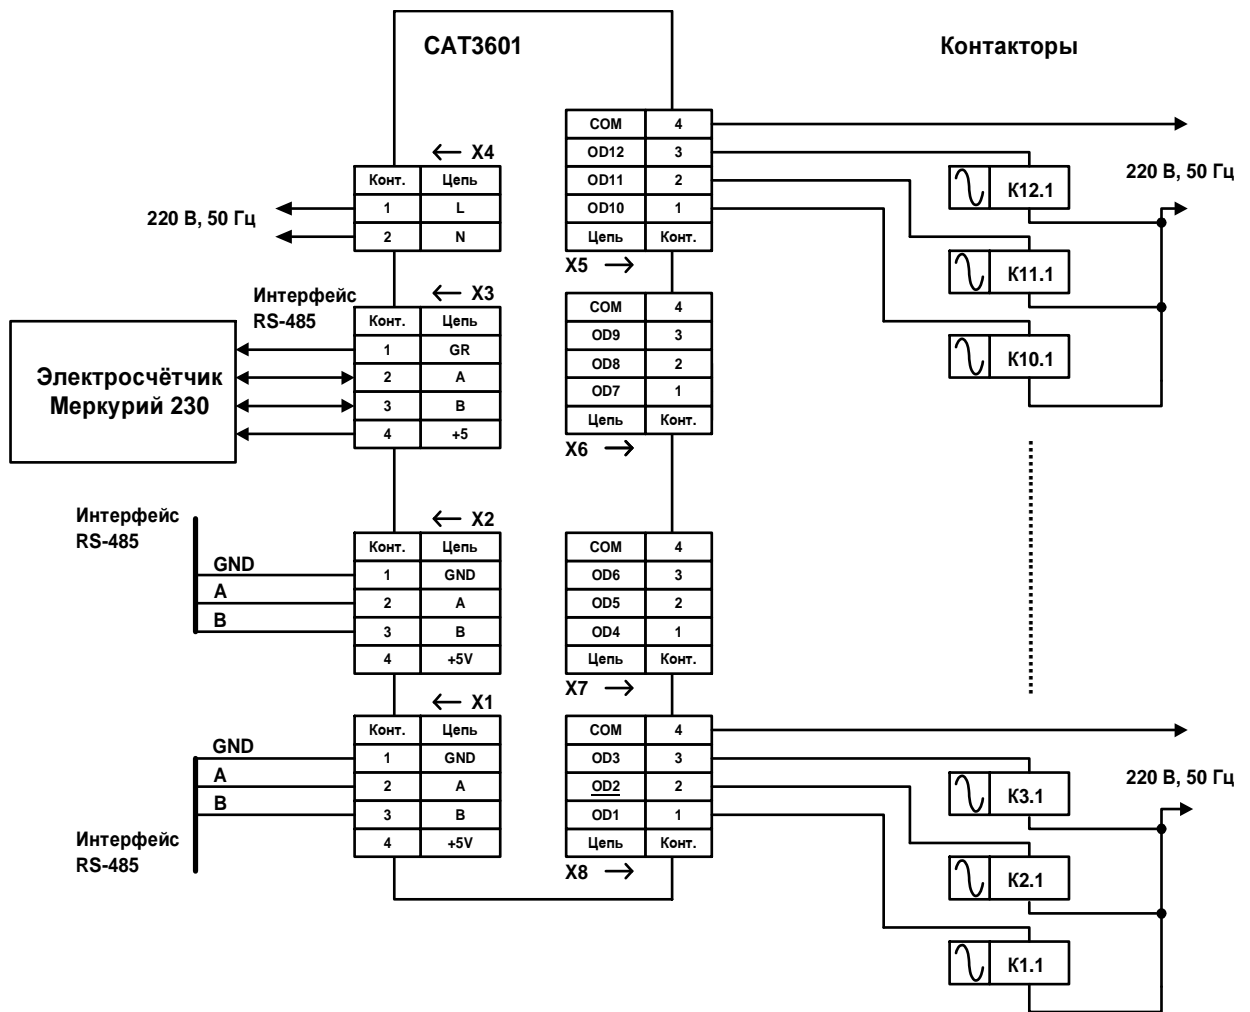 САТ3601
Контакторы
X4
Конт. Цепь
1 L
2 N
220 В, 50 Гц
COM 4
OD12 3
OD11 2
OD10 1
Цепь Конт.
X5
220 В, 50 Гц
К12.1
К11.1
К10.1
Интерфейс
RS-485
X3
Конт. Цепь
1 GR
2 A
3 B
4 +5
Электросчётчик
Меркурий 230
COM 4
OD9 3
OD8 2
OD7 1
Цепь Конт.
X6
Интерфейс
RS-485
GND
A
B
X2
Конт. Цепь
1 GND
2 A
3 B
4 +5V
COM 4
OD6 3
OD5 2
OD4 1
Цепь Конт.
X7
GND
A
B
Интерфейс
RS-485
X1
Конт. Цепь
1 GND
2 A
3 B
4 +5V
COM 4
OD3 3
OD2 2
OD1 1
Цепь Конт.
X8
220 В, 50 Гц
К3.1
К2.1
К1.1